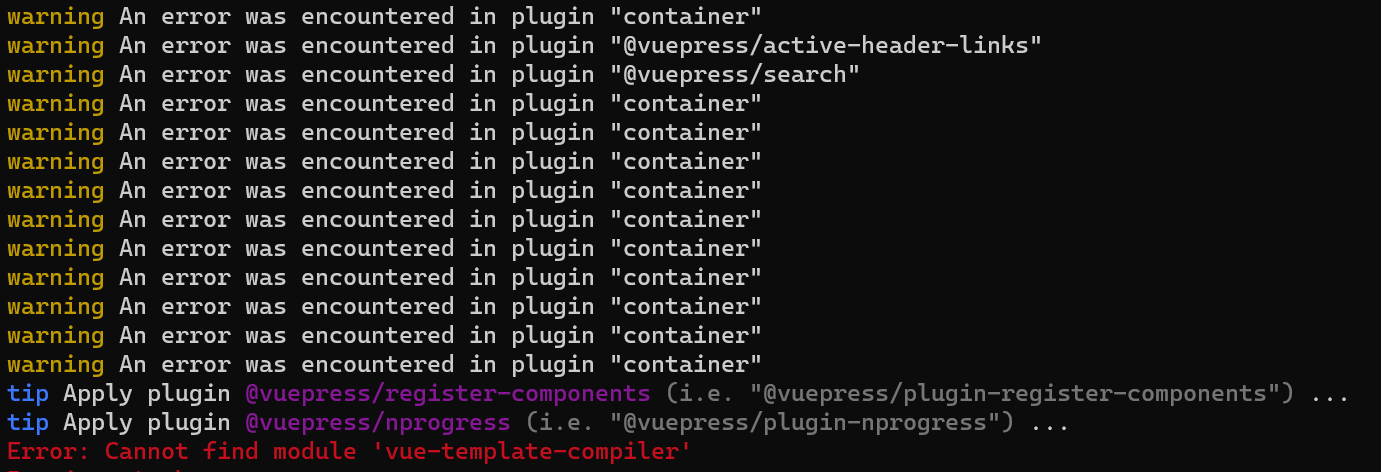 warning An error was encountered in plugin "container"
warning An error was encountered in plugin "@vuepress/active-header-links"
warning An error was encountered in plugin "@vuepress/search"
warning An error was encountered in plugin "container"
warning An error was encountered in plugin "container"
warning An error was encountered in plugin "container"
warning An error was encountered in plugin "container"
warning An error was encountered in plugin "container"
warning An error was encountered in plugin "container"
warning An error was encountered in plugin "container"
warning An error was encountered in plugin "container"
warning An error was encountered in plugin "container"
warning An error was encountered in plugin "container"
tip Apply plugin @vuepress/register-components (i.e. "@vuepress/plugin-register-components") ...
tip Apply plugin @vuepress/nprogress (i.e. "@vuepress/plugin-nprogress") ...
Error: Cannot find module 'vue-template-compiler'